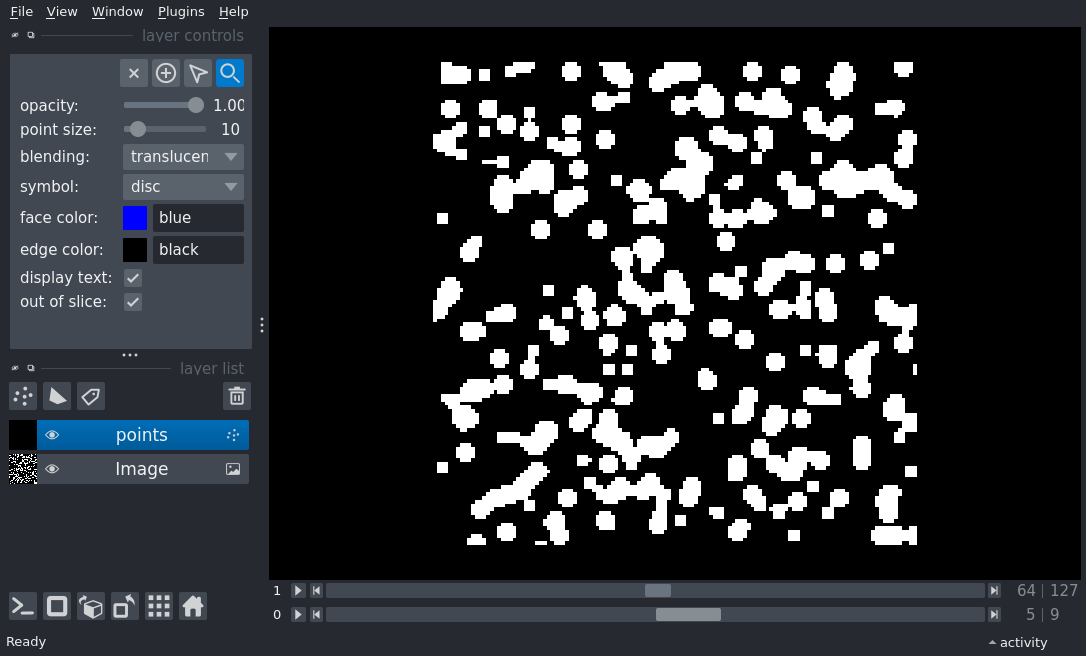 File View Window Plugins Help
layer controls
opacity: 1.00
point size: 10
blending: translucen
symbol: disc
face color: blue
edge color: black
display text:
out of slice:
layer list
points
Image
1 64 127
0 5 9
Ready activity